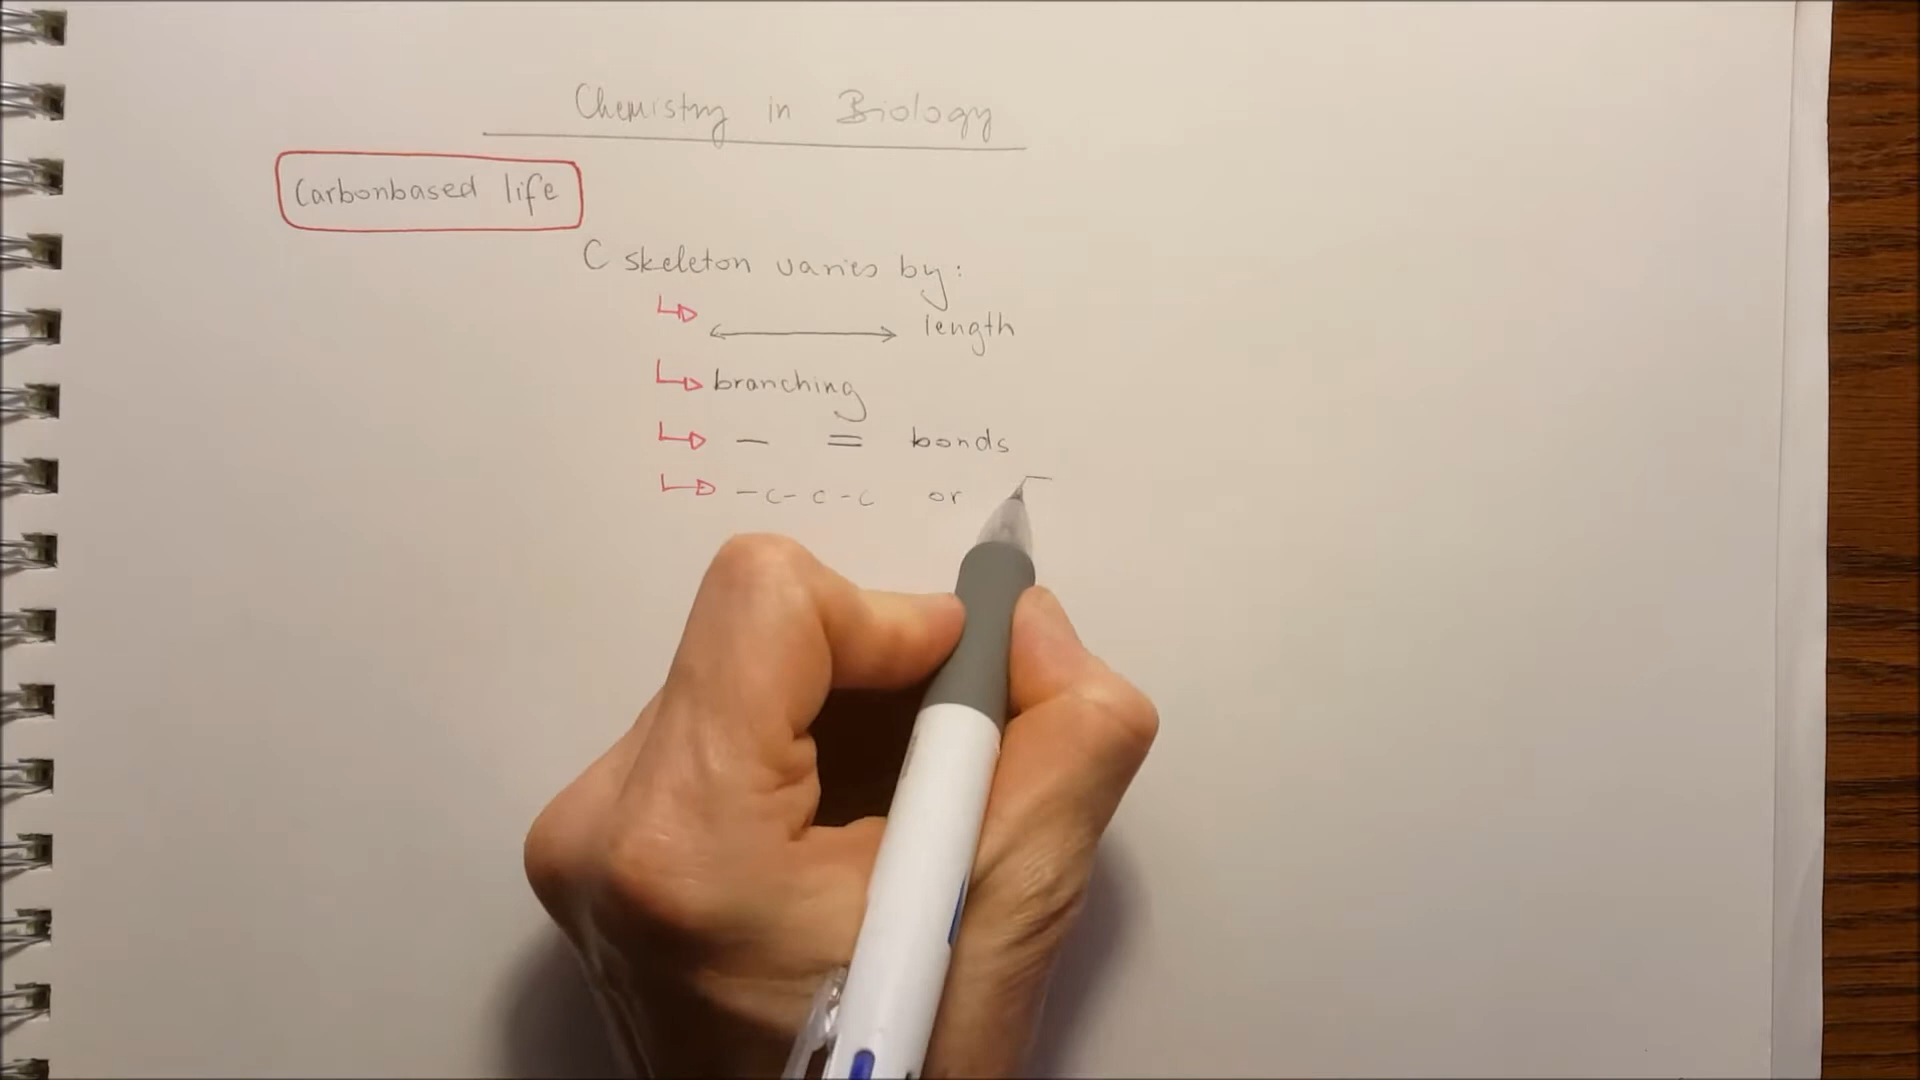 Chemistry in Biology
Carbonbased life
C skeleton varies by:
length
branching
— = bonds
-C-C-C or